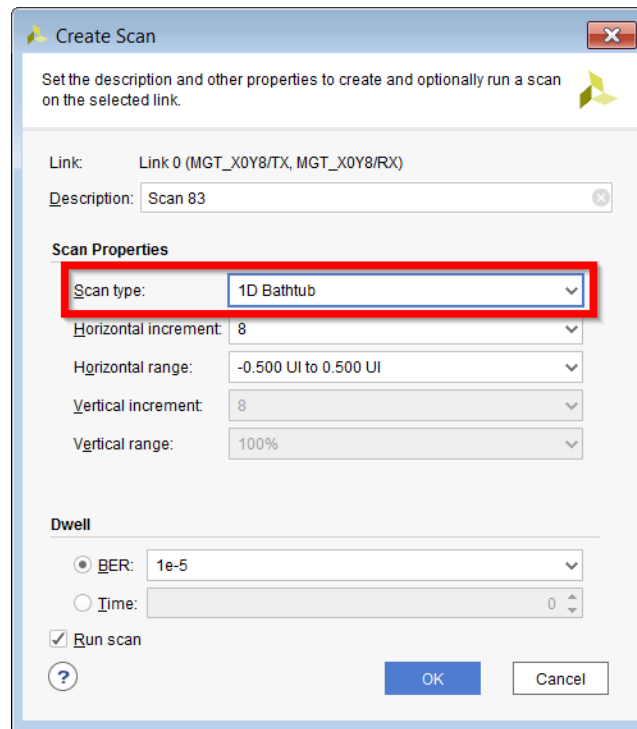 Create Scan
Set the description and other properties to create and optionally run a scan
on the selected link.
Link: Link 0 (MGT_X0Y8/TX, MGT_X0Y8/RX)
Description: Scan 83
Scan Properties
Scan type: 1D Bathtub
Horizontal increment: 8
Horizontal range: -0.500 UI to 0.500 UI
Vertical increment: 8
Vertical range: 100%
Dwell
BER: 1e-5
Time: 0
Run scan
? OK Cancel